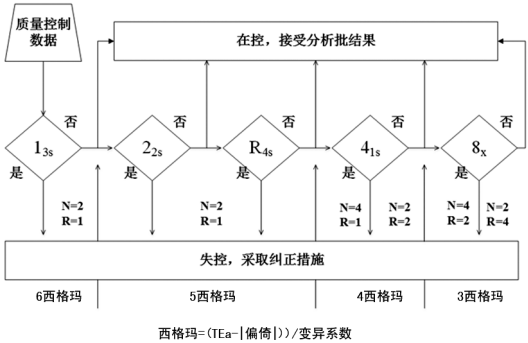 质量控制
数据
在控，接受分析批结果
否
否
否
否
否
1₃ₛ
2₂ₛ
R₄ₛ
4₁ₛ
8ₓ
是
是
是
是
是
N=2
R=1
N=2
R=1
N=4
R=1
N=2
R=2
N=4
R=2
N=2
R=4
失控，采取纠正措施
6西格玛
5西格玛
4西格玛
3西格玛
西格玛=(TEa-|偏倚|))/变异系数